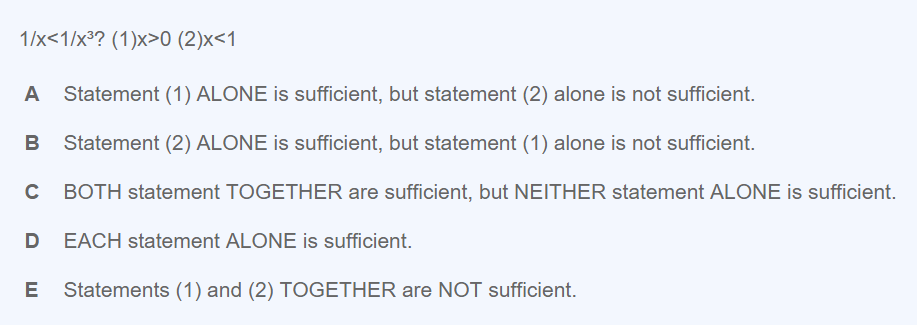 1/x<1/x³? (1)x>0 (2)x<1
A Statement (1) ALONE is sufficient, but statement (2) alone is not sufficient.
B Statement (2) ALONE is sufficient, but statement (1) alone is not sufficient.
C BOTH statement TOGETHER are sufficient, but NEITHER statement ALONE is sufficient.
D EACH statement ALONE is sufficient.
E Statements (1) and (2) TOGETHER are NOT sufficient.